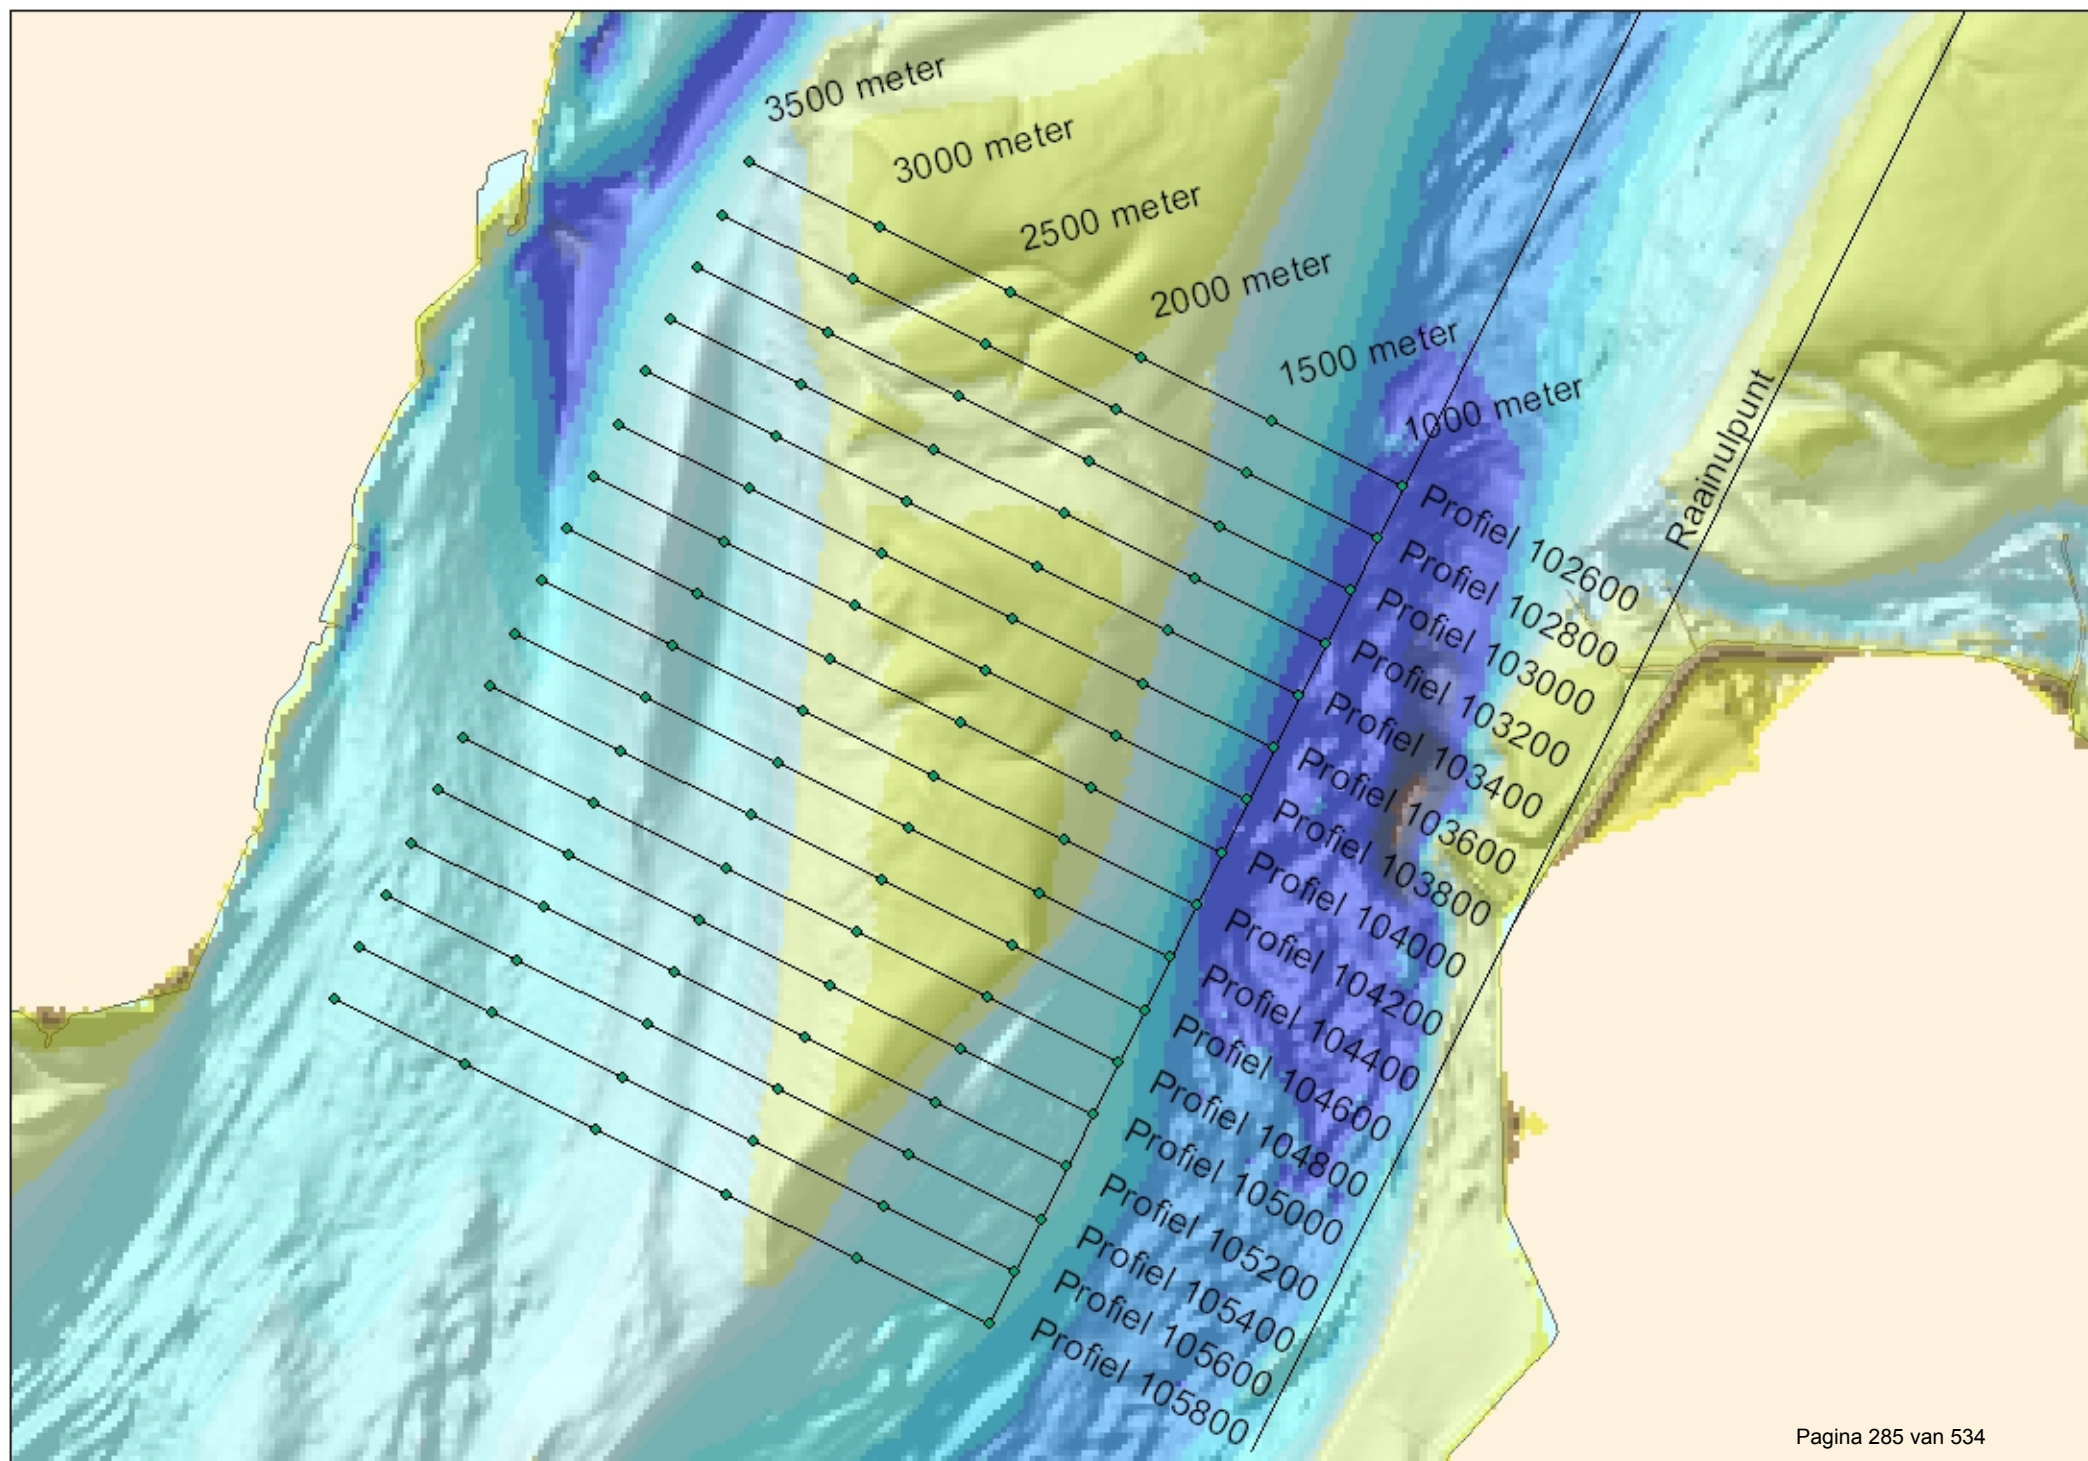 3500 meter
3000 meter
2500 meter
2000 meter
1500 meter
1000 meter
Raainulpunt
Profiel 102600
Profiel 102800
Profiel 103000
Profiel 103200
Profiel 103400
Profiel 103600
Profiel 103800
Profiel 104000
Profiel 104200
Profiel 104400
Profiel 104600
Profiel 104800
Profiel 105000
Profiel 105200
Profiel 105400
Profiel 105600
Profiel 105800
Pagina 285 van 534